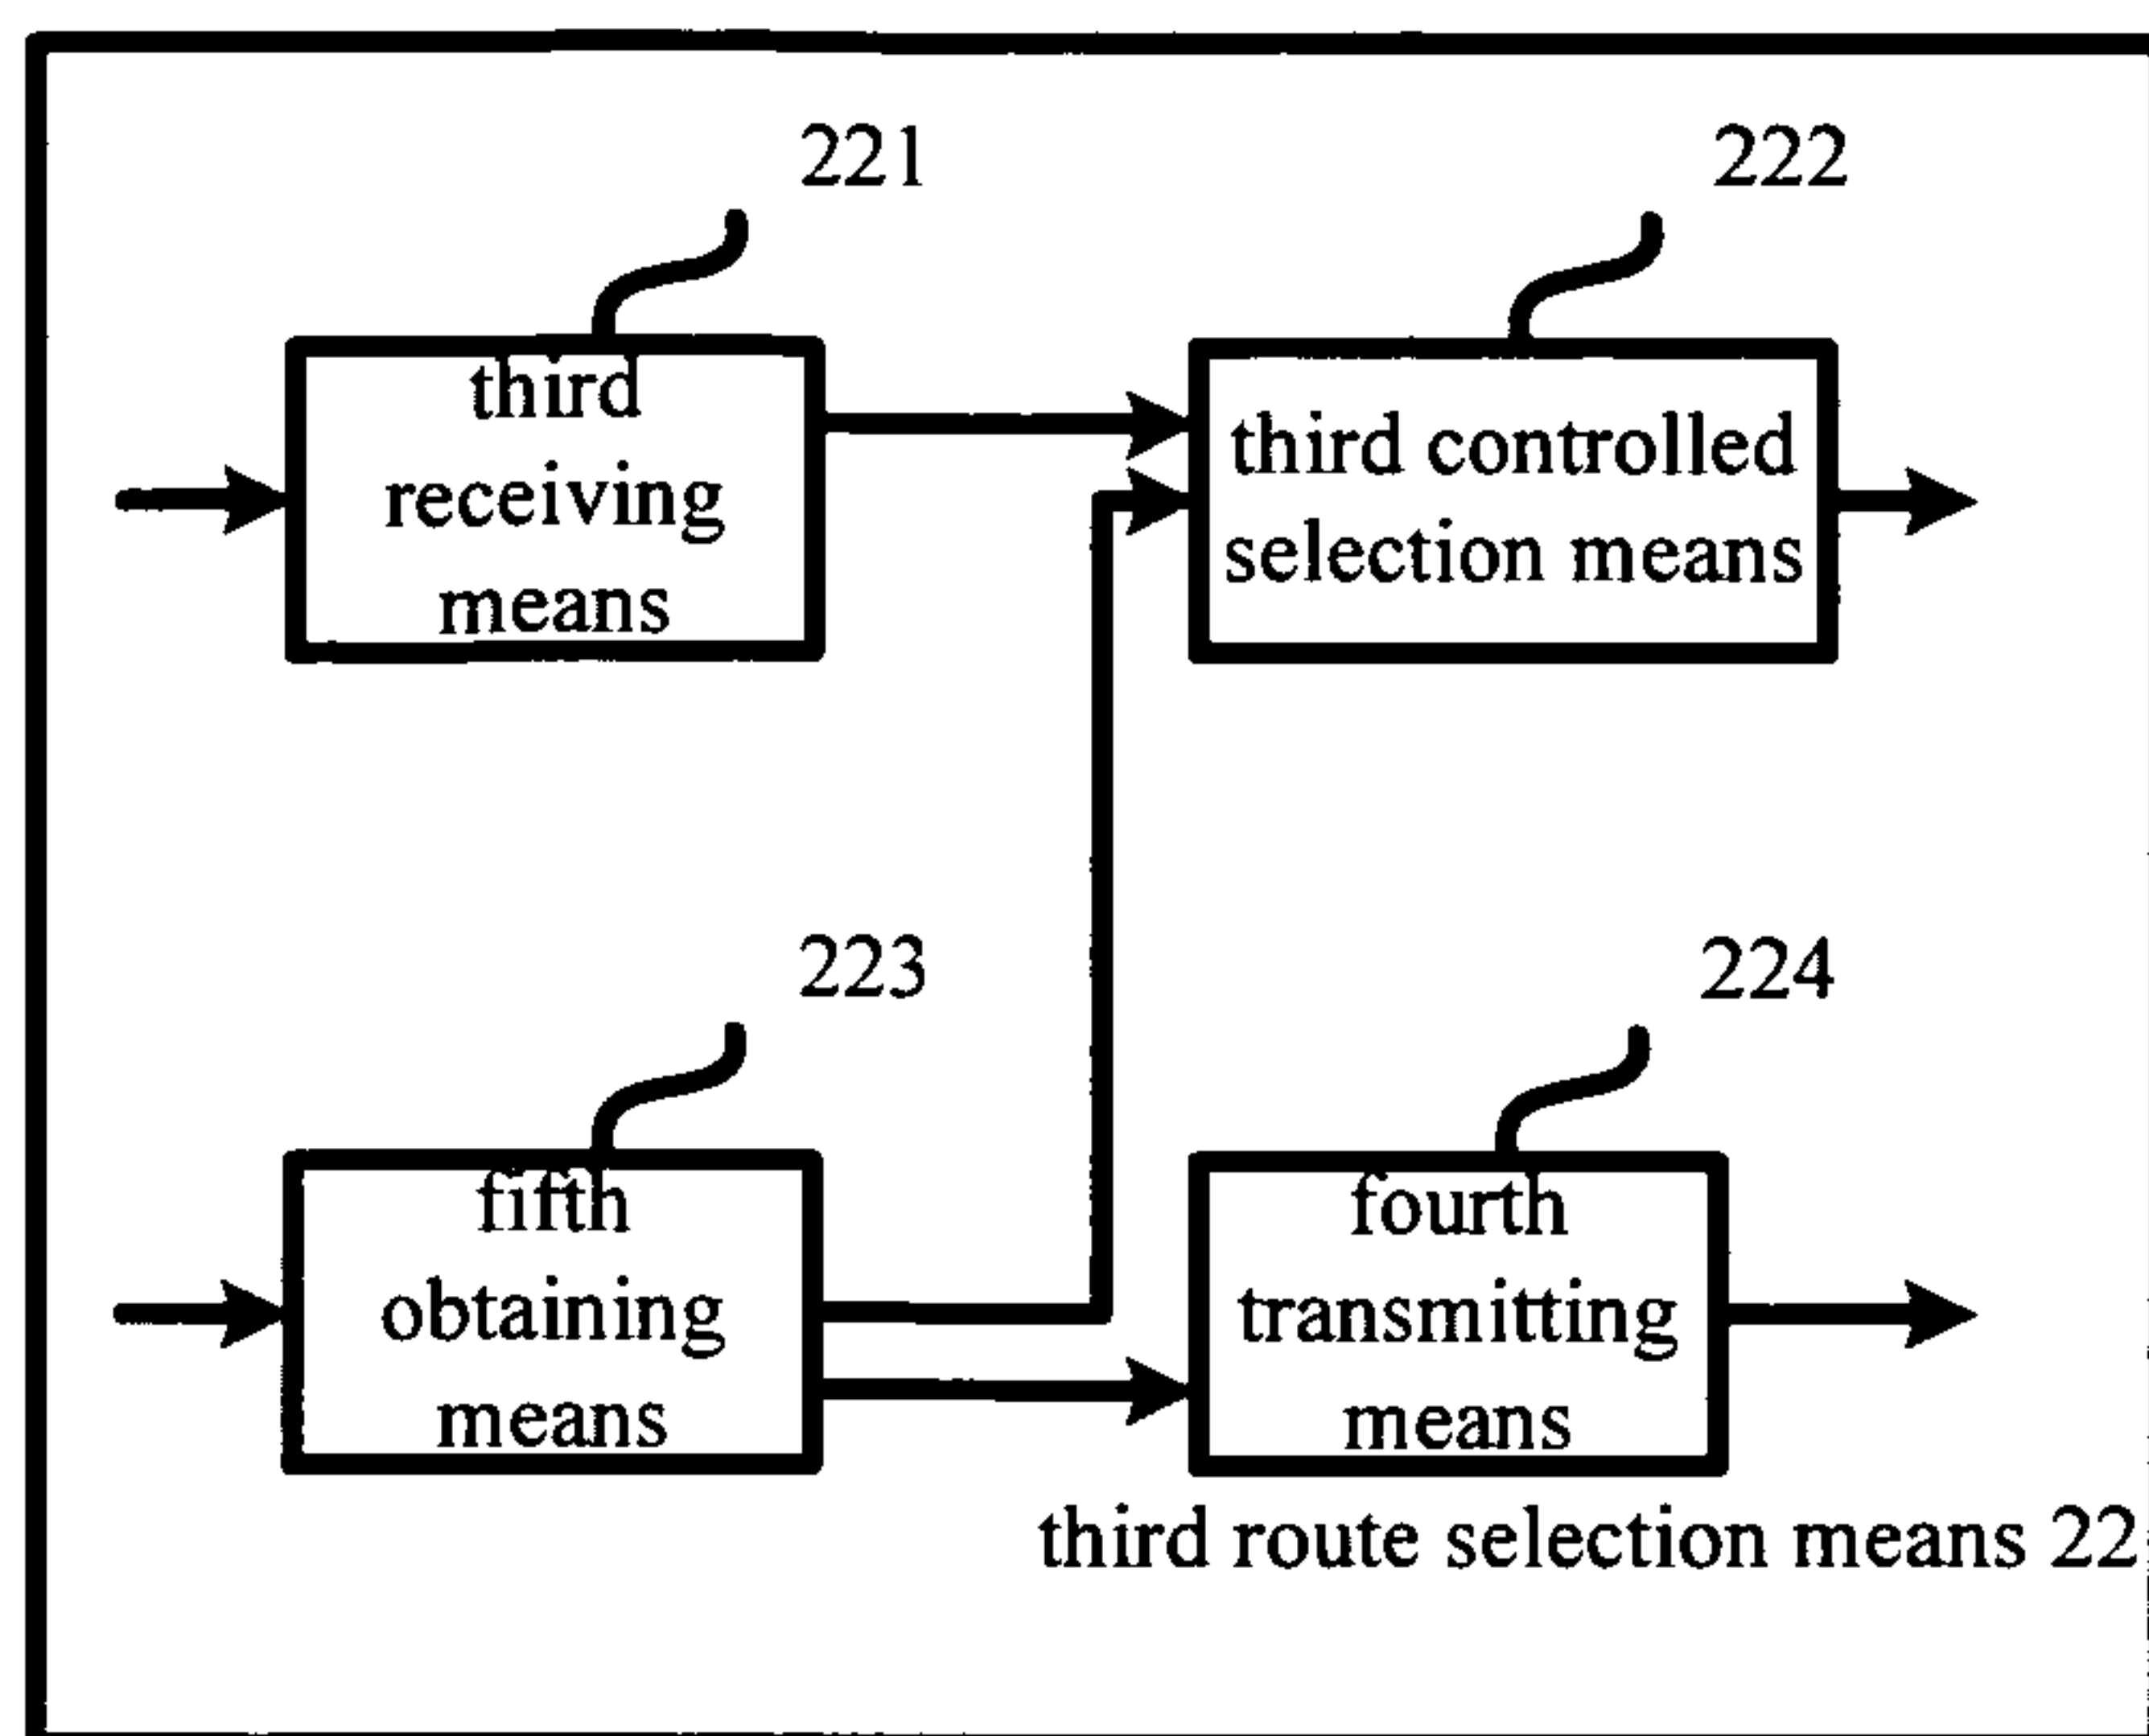 221
222
third
receiving
means
third controlled
selection means
223
224
fifth
obtaining
means
fourth
transmitting
means
third route selection means 22